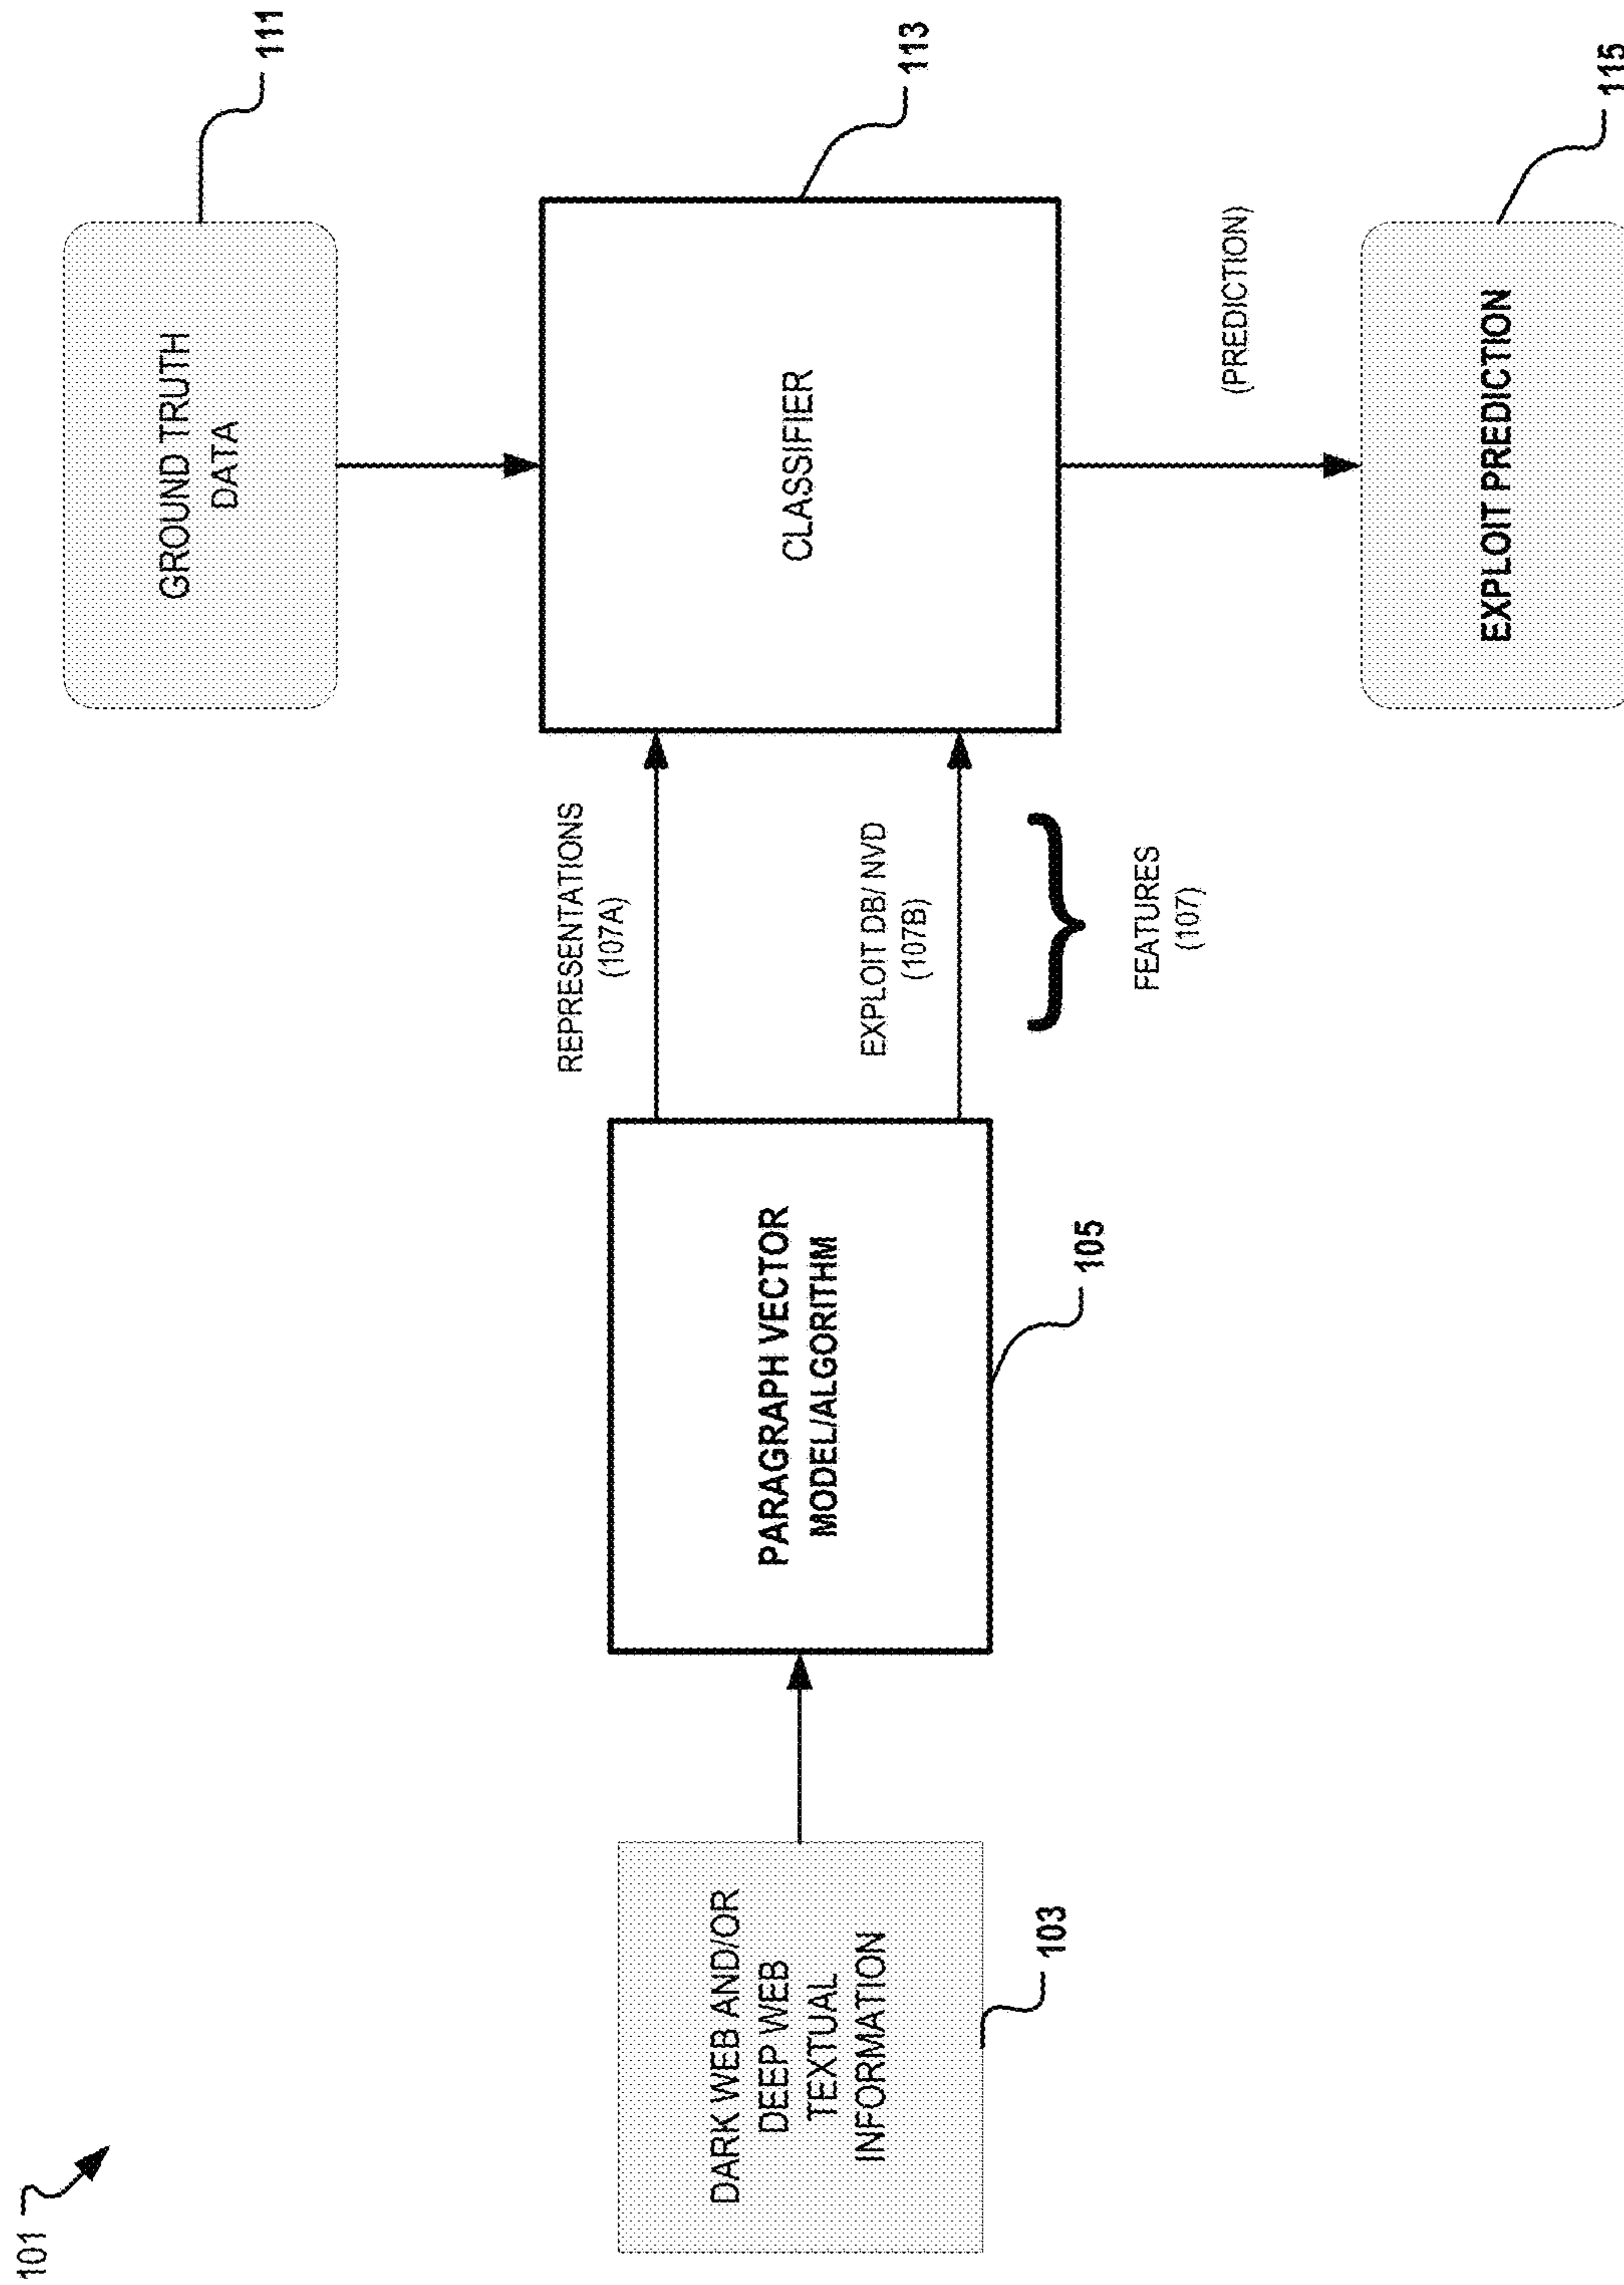 101
DARK WEB AND/OR
DEEP WEB
TEXTUAL
INFORMATION
103
PARAGRAPH VECTOR
MODEL/ALGORITHM
105
REPRESENTATIONS
(107A)
EXPLOIT DB/ NVD
(107B)
FEATURES
(107)
GROUND TRUTH
DATA
111
CLASSIFIER
113
(PREDICTION)
EXPLOIT PREDICTION
115